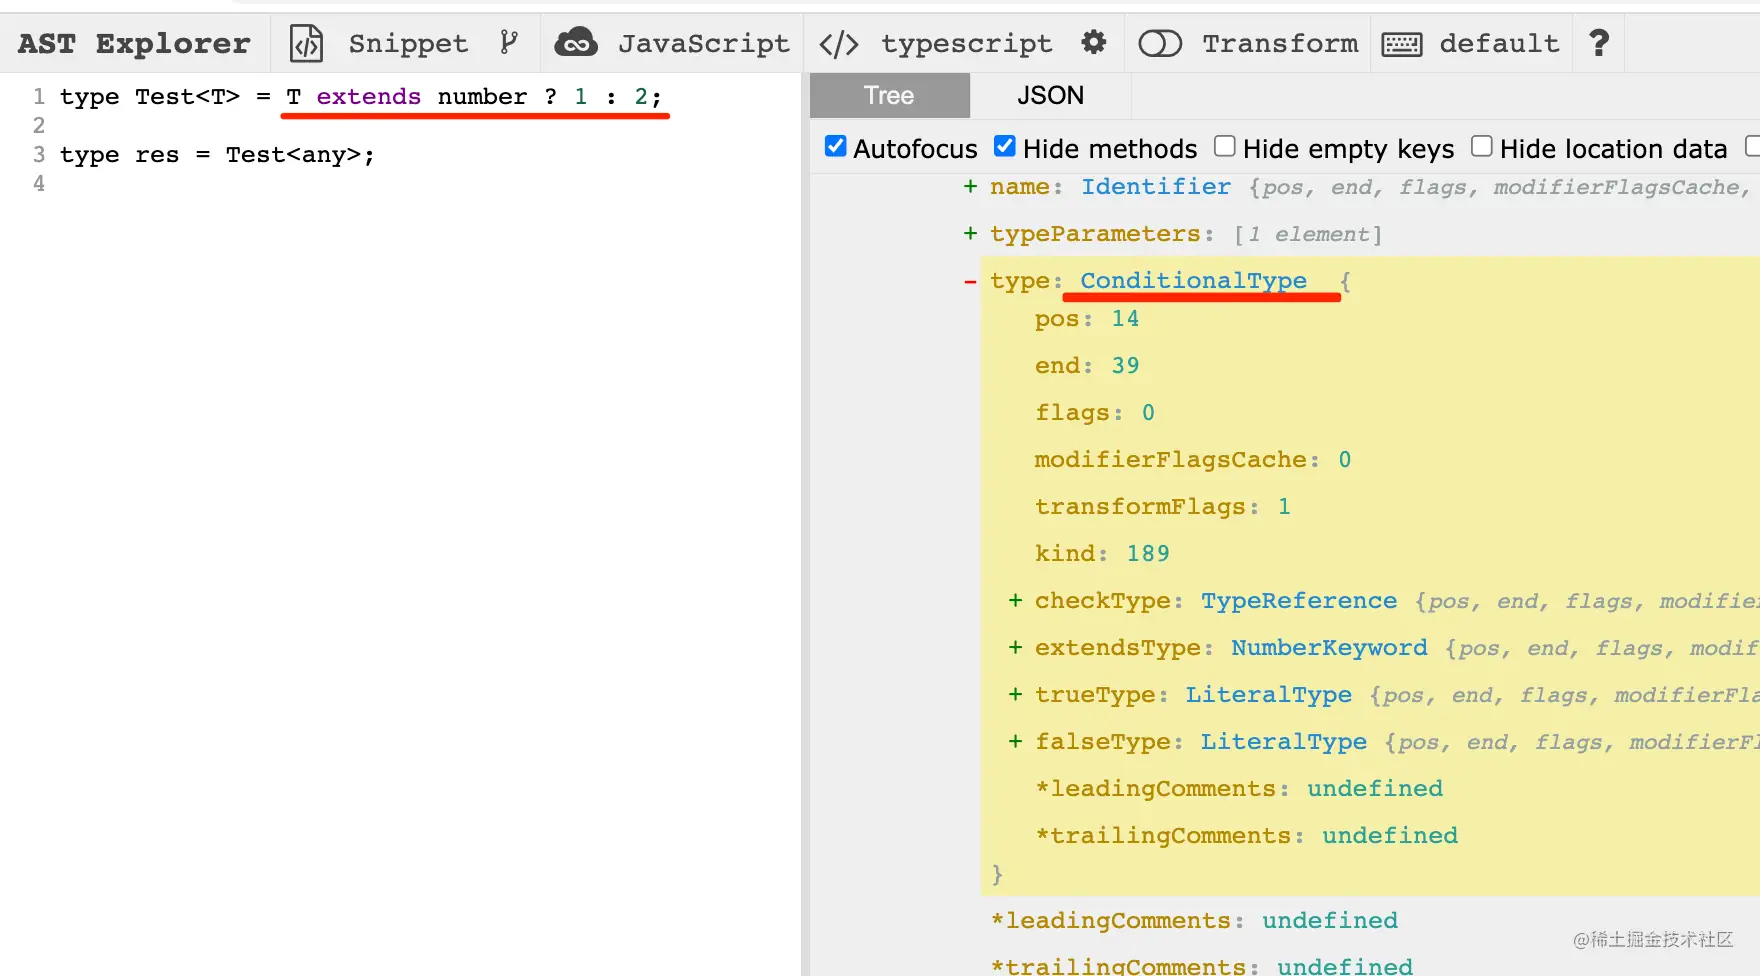 AST Explorer Snippet JavaScript </> typescript Transform default ?
1 type Test<T> = T extends number ? 1 : 2;
2
3 type res = Test<any>;
4
Tree JSON
Autofocus Hide methods Hide empty keys Hide location data
+ name: Identifier {pos, end, flags, modifierFlagsCache,
+ typeParameters: [1 element]
- type: ConditionalType {
pos: 14
end: 39
flags: 0
modifierFlagsCache: 0
transformFlags: 1
kind: 189
+ checkType: TypeReference {pos, end, flags, modifie
+ extendsType: NumberKeyword {pos, end, flags, modif
+ trueType: LiteralType {pos, end, flags, modifierFla
+ falseType: LiteralType {pos, end, flags, modifierF
*leadingComments: undefined
*trailingComments: undefined
}
*leadingComments: undefined
*trailingComments: undefined
@稀土掘金技术社区